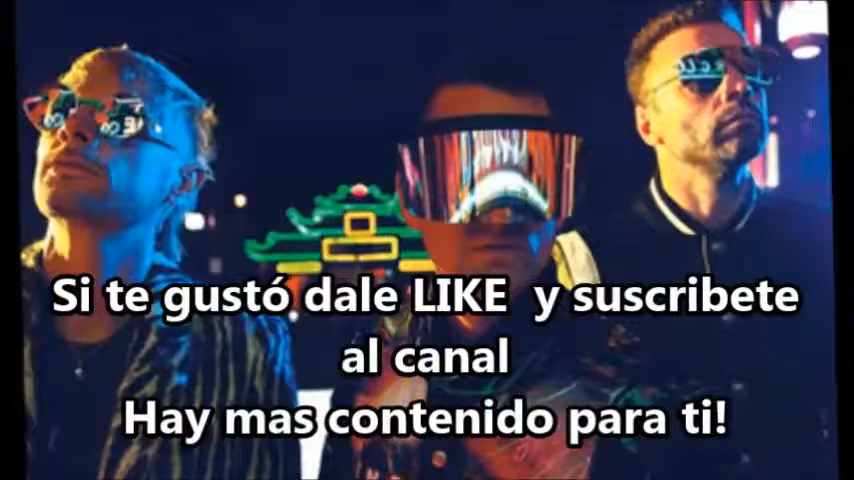 Si te gustó dale LIKE y suscribete
al canal
Hay mas contenido para ti!